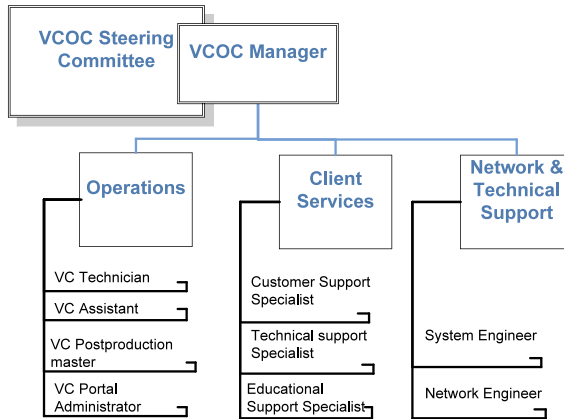 VCOC Steering
Committee
VCOC Manager
Operations
Client
Services
Network &
Technical
Support
VC Technician
VC Assistant
VC Postproduction
master
VC Portal
Administrator
Customer Support
Specialist
Technical support
Specialist
Educational
Support Specialist
System Engineer
Network Engineer